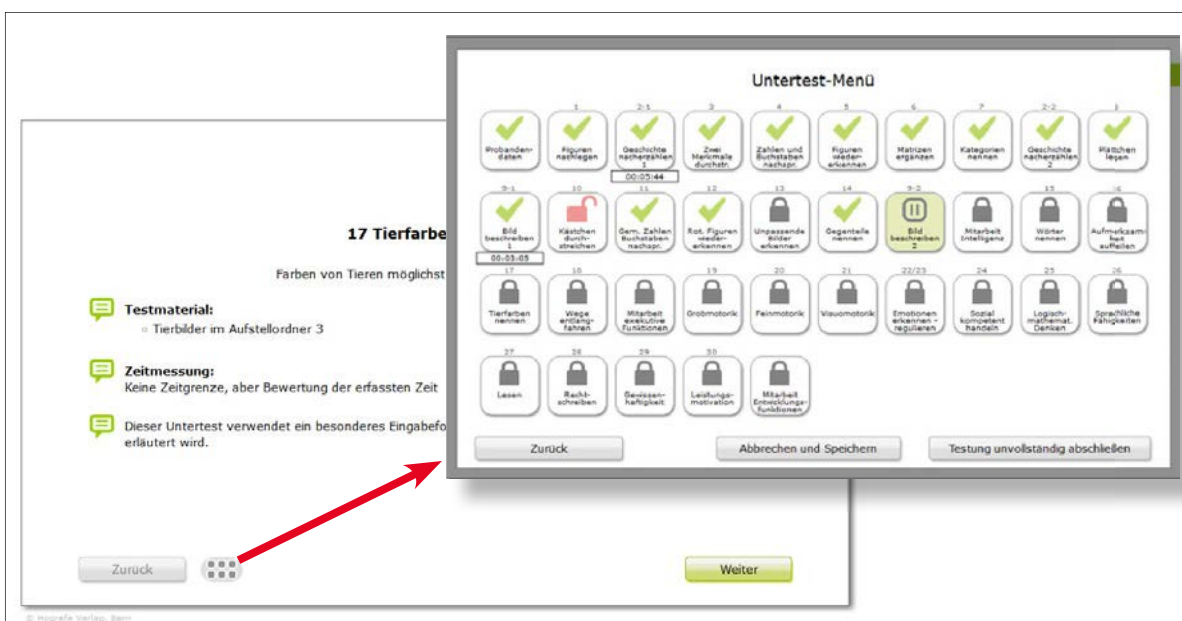 17 Tierfarbe
Farben von Tieren möglichst
Testmaterial:
Tierbilder im Aufstellordner 3
Zeitmessung:
Keine Zeitgrenze, aber Bewertung der erfassten Zeit
Dieser Untertest verwendet ein besonderes Eingabefo
erläutert wird.
Zurück
Weiter
© Hogrefe Verlag, Bern
Untertest-Menü
1
2-1
3
4
5
6
7
2-2
Probanden-
daten
Figuren
nachlegen
Geschichte
nacherzählen
1
Zwei
Merkmale
durchstr.
Zahlen und
Buchstaben
nachspr.
Figuren
wieder-
erkennen
Matrizen
ergänzen
Kategorien
nennen
Geschichte
nacherzählen
2
Plättchen
legen
00:05:44
9-1
10
11
12
13
14
9-2
15
16
Bild
beschreiben
1
Kästchen
durch-
streichen
Gem. Zahlen
Buchstaben
nachspr.
Rot. Figuren
wieder-
erkennen
Unpassende
Bilder
erkennen
Gegenteile
nennen
Bild
beschreiben
2
Mitarbeit
Intelligenz
Wörter
nennen
Aufmerksam-
keit
auffeilen
00:03:05
17
18
19
20
21
22/23
24
25
26
Tierfarben
nennen
Wege
entlang-
fahren
Mitarbeit
exekutive
Funktionen
Grobmotorik
Feinmotorik
Visuomotorik
Emotionen
erkennen -
regulieren
Sozial
kompetent
handeln
Logisch-
mathemat.
Denken
Sprachliche
Fähigkeiten
27
28
29
30
Lesen
Recht-
schreiben
Gewissen-
haftigkeit
Leistungs-
motivation
Mitarbeit
Entwicklungs-
funktionen
Zurück
Abbrechen und Speichern
Testung unvollständig abschließen